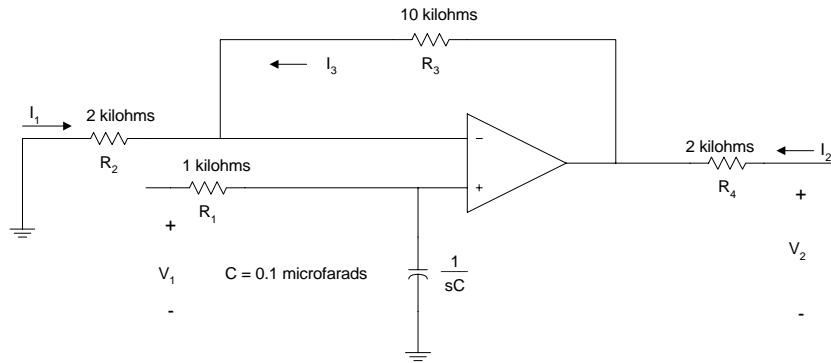 10 kilohms
I3
R3
I1
2 kilohms
R2
−
2 kilohms
I2
R4
1 kilohms
R1
+
+
+
V1
C = 0.1 microfarads
1
sC
V2
-
-